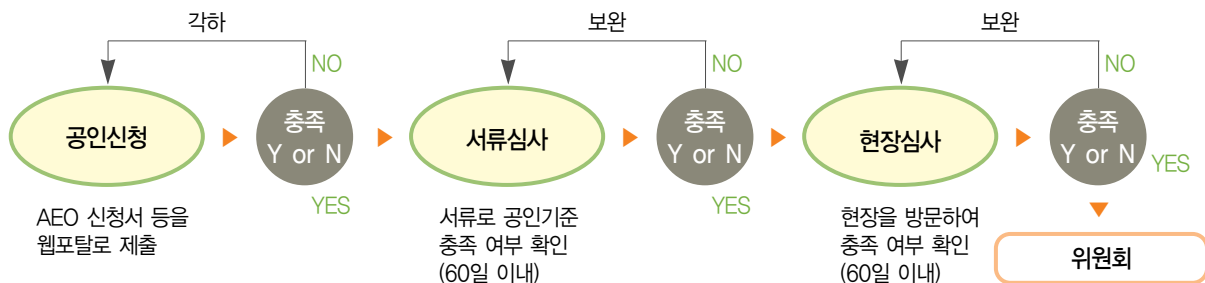 각하
보완
보완
NO
NO
NO
공인신청
충족
Y or N
서류심사
충족
Y or N
현장심사
충족
Y or N
YES
YES
YES
AEO 신청서 등을
웹포탈로 제출
서류로 공인기준
충족 여부 확인
(60일 이내)
현장을 방문하여
충족 여부 확인
(60일 이내)
위원회